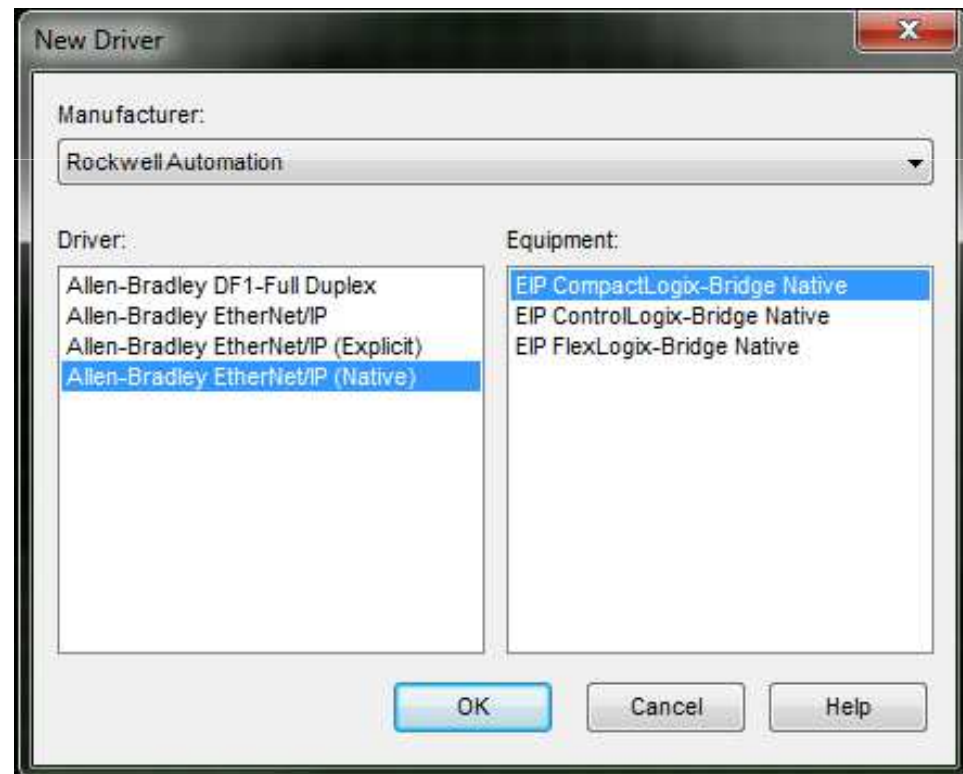 New Driver
Manufacturer:
Rockwell Automation
Driver:
Allen-Bradley DF1-Full Duplex
Allen-Bradley EtherNet/IP
Allen-Bradley EtherNet/IP (Explicit)
Allen-Bradley EtherNet/IP (Native)
Equipment:
EIP CompactLogix-Bridge Native
EIP ControlLogix-Bridge Native
EIP FlexLogix-Bridge Native
OK
Cancel
Help